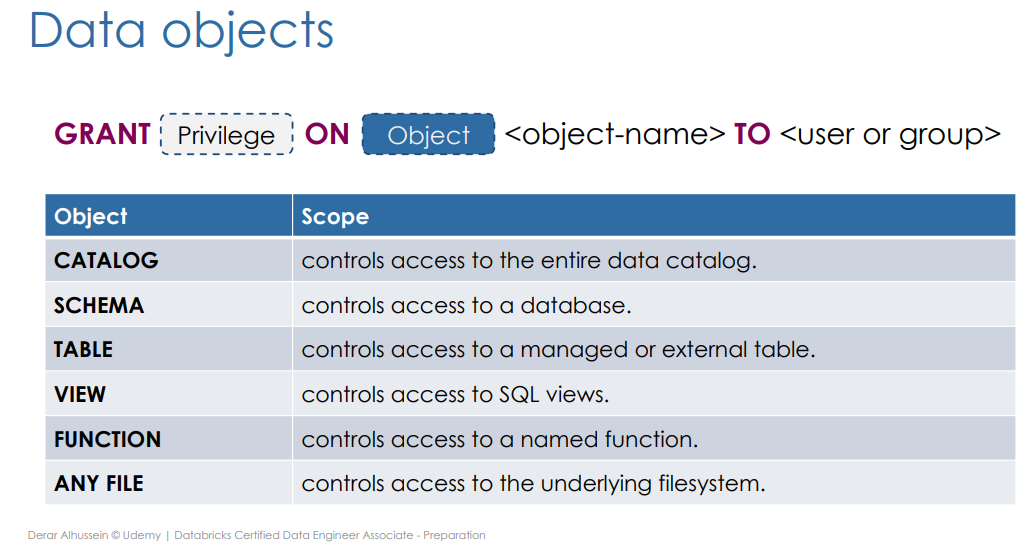 Data objects
GRANT Privilege ON Object <object-name> TO <user or group>
Object Scope
CATALOG controls access to the entire data catalog.
SCHEMA controls access to a database.
TABLE controls access to a managed or external table.
VIEW controls access to SQL views.
FUNCTION controls access to a named function.
ANY FILE controls access to the underlying filesystem.
Derar Alhussein © Udemy | Databricks Certified Data Engineer Associate - Preparation